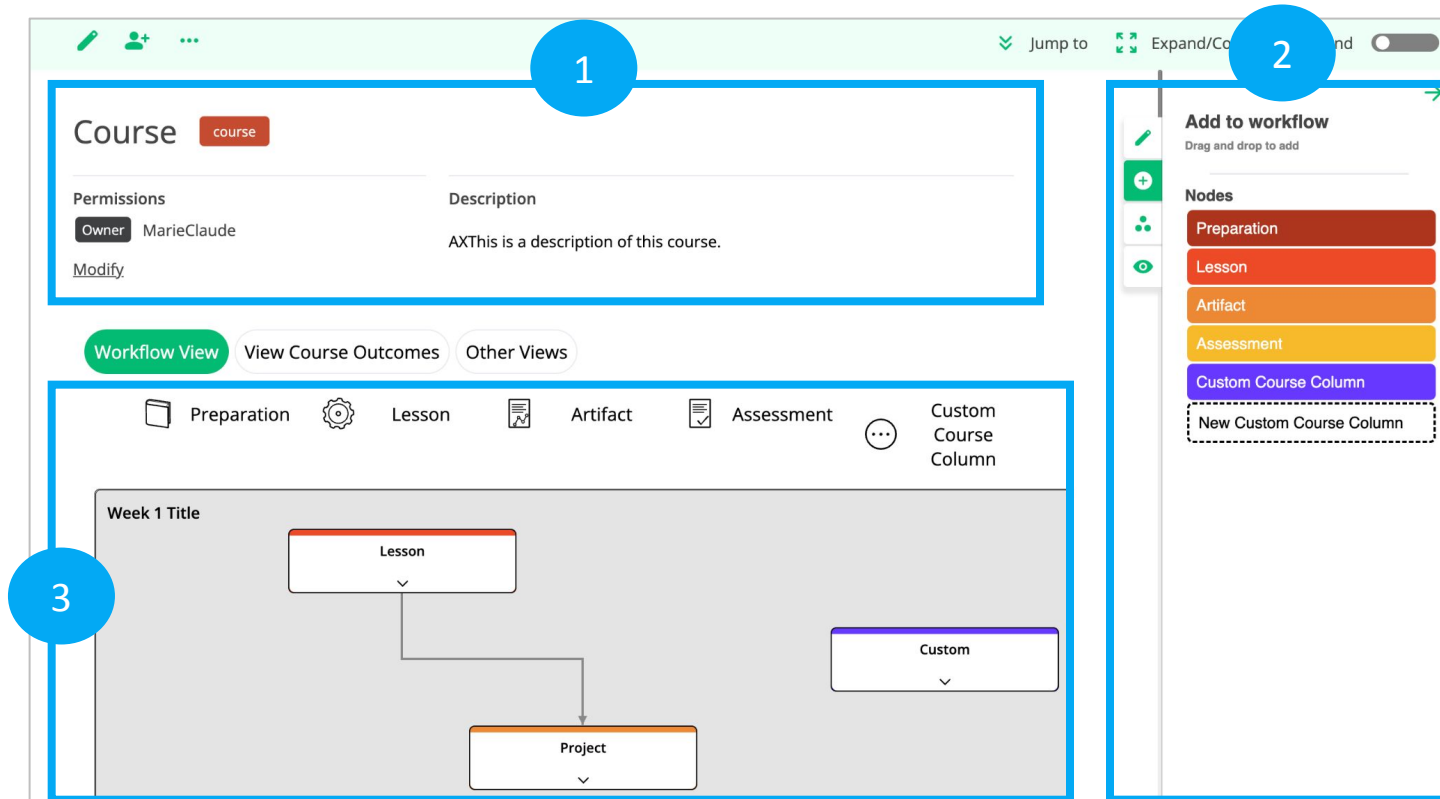 Jump to
Expand/Co
nd
1
2
Course
course
Permissions
Owner MarieClaude
Modify
Description
AXThis is a description of this course.
Add to workflow
Drag and drop to add
Nodes
Preparation
Lesson
Artifact
Assessment
Custom Course Column
New Custom Course Column
Workflow View
View Course Outcomes
Other Views
Preparation
Lesson
Artifact
Assessment
Custom
Course
Column
3
Week 1 Title
Lesson
Custom
Project